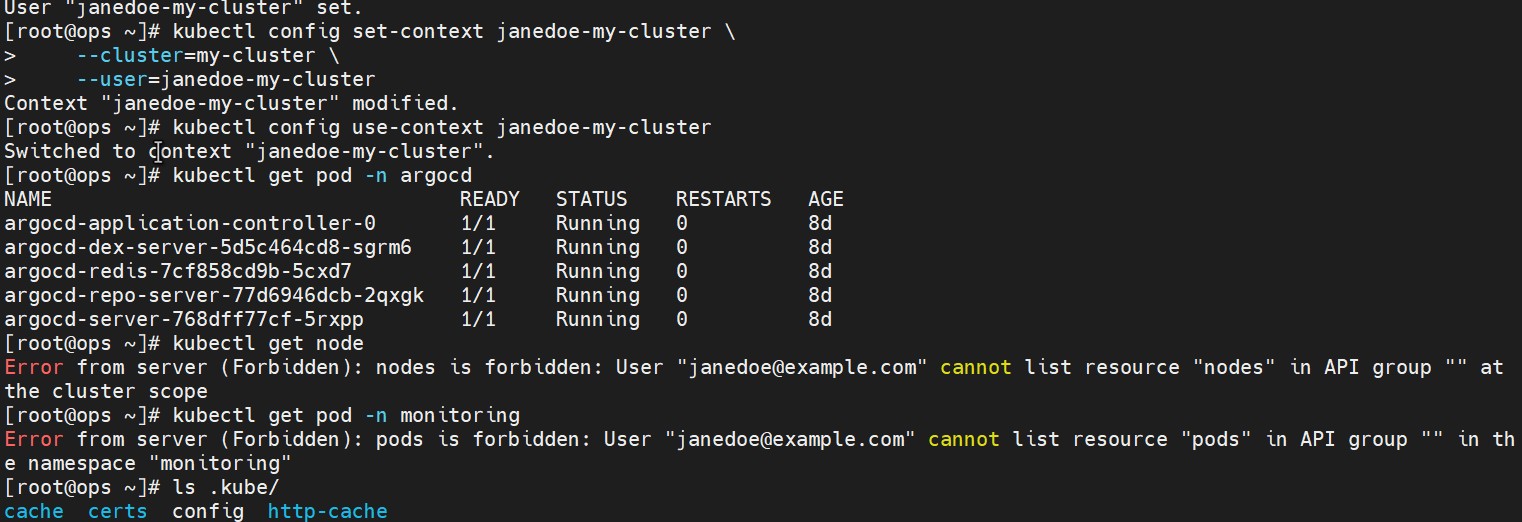 User "janedoe-my-cluster" set.
[root@ops ~]# kubectl config set-context janedoe-my-cluster \
>     --cluster=my-cluster \
>     --user=janedoe-my-cluster
Context "janedoe-my-cluster" modified.
[root@ops ~]# kubectl config use-context janedoe-my-cluster
Switched to context "janedoe-my-cluster".
[root@ops ~]# kubectl get pod -n argocd
NAME                                  READY   STATUS    RESTARTS   AGE
argocd-application-controller-0       1/1     Running   0          8d
argocd-dex-server-5d5c464cd8-sgrm6    1/1     Running   0          8d
argocd-redis-7cf858cd9b-5cxd7         1/1     Running   0          8d
argocd-repo-server-77d6946dcb-2qxgk   1/1     Running   0          8d
argocd-server-768dff77cf-5rxpp        1/1     Running   0          8d
[root@ops ~]# kubectl get node
Error from server (Forbidden): nodes is forbidden: User "janedoe@example.com" cannot list resource "nodes" in API group "" at
the cluster scope
[root@ops ~]# kubectl get pod -n monitoring
Error from server (Forbidden): pods is forbidden: User "janedoe@example.com" cannot list resource "pods" in API group "" in th
e namespace "monitoring"
[root@ops ~]# ls .kube/
cache  certs  config  http-cache